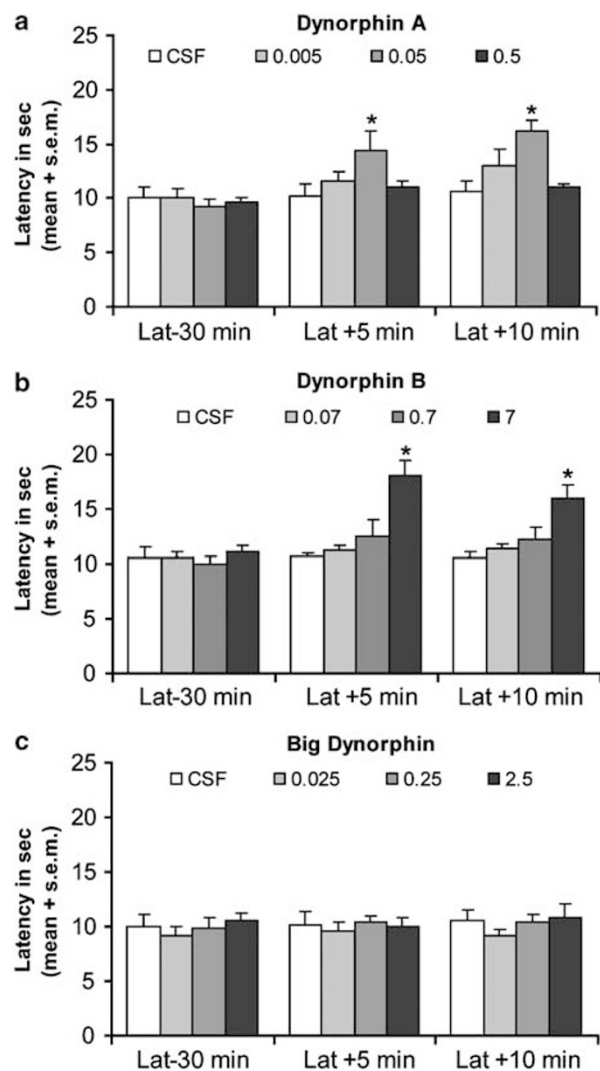 a
Dynorphin A
CSF 0.005 0.05 0.5
Latency in sec
(mean + s.e.m.)
25
20
15
10
5
0
*
*
Lat-30 min Lat +5 min Lat +10 min
b
Dynorphin B
CSF 0.07 0.7 7
Latency in sec
(mean + s.e.m.)
25
20
15
10
5
0
*
*
Lat-30 min Lat +5 min Lat +10 min
c
Big Dynorphin
CSF 0.025 0.25 2.5
Latency in sec
(mean + s.e.m.)
25
20
15
10
5
0
Lat-30 min Lat +5 min Lat +10 min